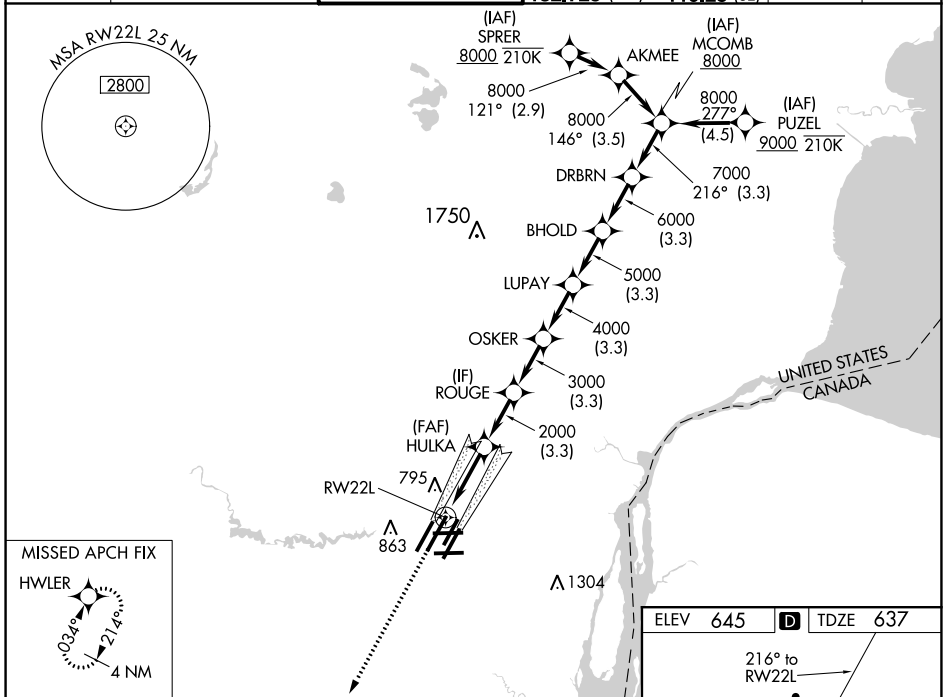 MSA RW22L 25 NM
2800
(IAF)
SPRER
8000 210K
AKMEE
(IAF)
MCOMB
8000
8000
121° (2.9)
8000
146° (3.5)
8000
277°
(4.5)
(IAF)
PUZEL
9000 210K
DRBRN
7000
216° (3.3)
1750
BHOLD
6000
(3.3)
LUPAY
5000
(3.3)
OSKER
4000
(3.3)
UNITED STATES
CANADA
(IF)
ROUGE
3000
(3.3)
(FAF)
HULKA
2000
(3.3)
795
RW22L
863
1304
MISSED APCH FIX
HWLER
034°
214°
4 NM
ELEV 645 D TDZE 637
216° to
RW22L